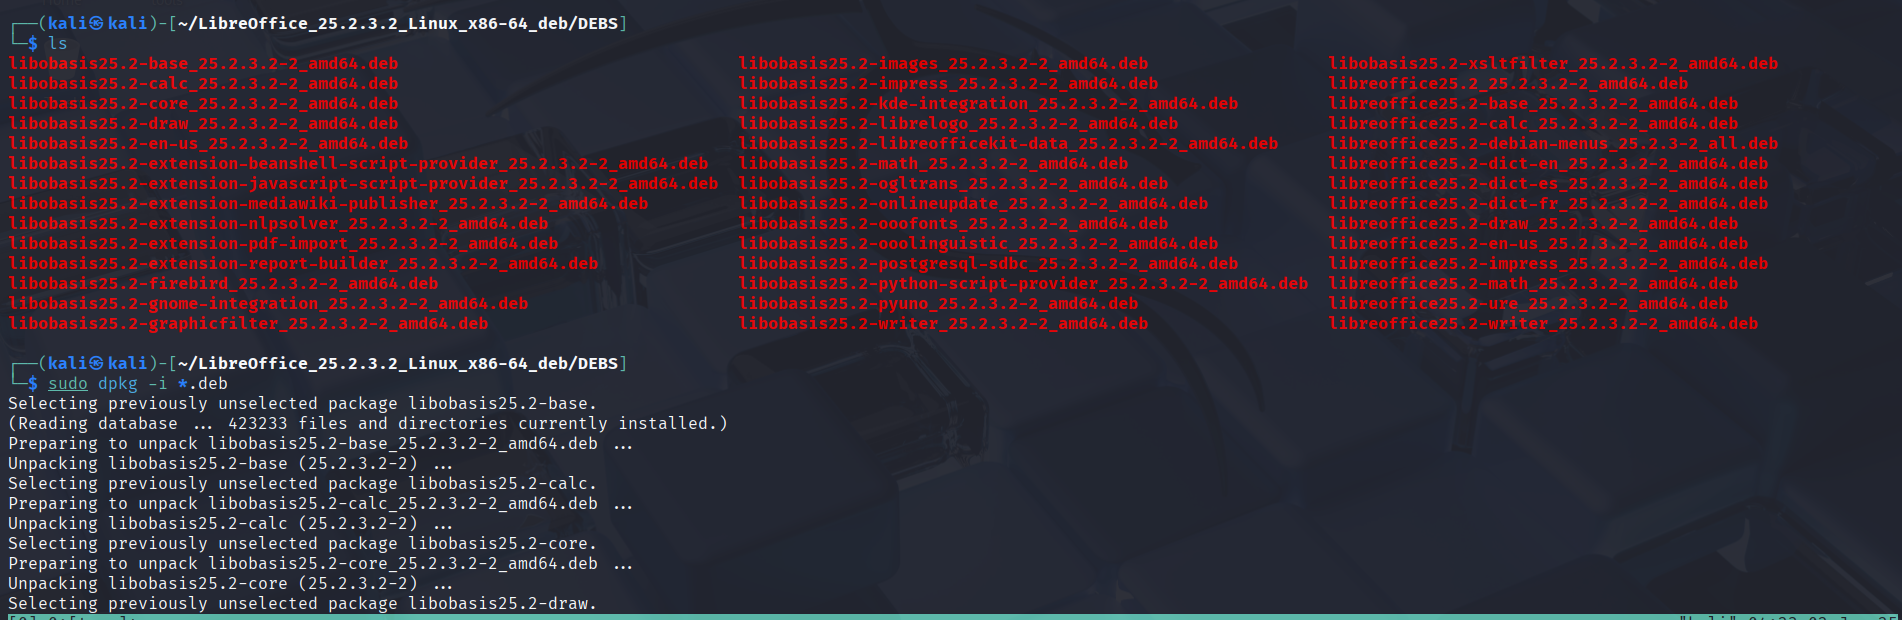 ┌──(kali㉿kali)-[~/LibreOffice_25.2.3.2_Linux_x86-64_deb/DEBS]
└─$ ls
libobasis25.2-base_25.2.3.2-2_amd64.deb libobasis25.2-images_25.2.3.2-2_amd64.deb libobasis25.2-xsltfilter_25.2.3.2-2_amd64.deb
libobasis25.2-calc_25.2.3.2-2_amd64.deb libobasis25.2-impress_25.2.3.2-2_amd64.deb libreoffice25.2_25.2.3.2-2_amd64.deb
libobasis25.2-core_25.2.3.2-2_amd64.deb libobasis25.2-kde-integration_25.2.3.2-2_amd64.deb libreoffice25.2-base_25.2.3.2-2_amd64.deb
libobasis25.2-draw_25.2.3.2-2_amd64.deb libobasis25.2-librelogo_25.2.3.2-2_amd64.deb libreoffice25.2-calc_25.2.3.2-2_amd64.deb
libobasis25.2-en-us_25.2.3.2-2_amd64.deb libobasis25.2-libreofficekit-data_25.2.3.2-2_amd64.deb libreoffice25.2-debian-menus_25.2.3-2_all.deb
libobasis25.2-extension-beanshell-script-provider_25.2.3.2-2_amd64.deb libobasis25.2-math_25.2.3.2-2_amd64.deb libreoffice25.2-dict-en_25.2.3.2-2_amd64.deb
libobasis25.2-extension-javascript-script-provider_25.2.3.2-2_amd64.deb libobasis25.2-ogltrans_25.2.3.2-2_amd64.deb libreoffice25.2-dict-es_25.2.3.2-2_amd64.deb
libobasis25.2-extension-mediawiki-publisher_25.2.3.2-2_amd64.deb libobasis25.2-onlineupdate_25.2.3.2-2_amd64.deb libreoffice25.2-dict-fr_25.2.3.2-2_amd64.deb
libobasis25.2-extension-nlpsolver_25.2.3.2-2_amd64.deb libobasis25.2-ooofonts_25.2.3.2-2_amd64.deb libreoffice25.2-draw_25.2.3.2-2_amd64.deb
libobasis25.2-extension-pdf-import_25.2.3.2-2_amd64.deb libobasis25.2-ooolinguistic_25.2.3.2-2_amd64.deb libreoffice25.2-en-us_25.2.3.2-2_amd64.deb
libobasis25.2-extension-report-builder_25.2.3.2-2_amd64.deb libobasis25.2-postgresql-sdbc_25.2.3.2-2_amd64.deb libreoffice25.2-impress_25.2.3.2-2_amd64.deb
libobasis25.2-firebird_25.2.3.2-2_amd64.deb libobasis25.2-python-script-provider_25.2.3.2-2_amd64.deb libreoffice25.2-math_25.2.3.2-2_amd64.deb
libobasis25.2-gnome-integration_25.2.3.2-2_amd64.deb libobasis25.2-pyuno_25.2.3.2-2_amd64.deb libreoffice25.2-ure_25.2.3.2-2_amd64.deb
libobasis25.2-graphicfilter_25.2.3.2-2_amd64.deb libobasis25.2-writer_25.2.3.2-2_amd64.deb libreoffice25.2-writer_25.2.3.2-2_amd64.deb
┌──(kali㉿kali)-[~/LibreOffice_25.2.3.2_Linux_x86-64_deb/DEBS]
└─$ sudo dpkg -i *.deb
Selecting previously unselected package libobasis25.2-base.
(Reading database ... 423233 files and directories currently installed.)
Preparing to unpack libobasis25.2-base_25.2.3.2-2_amd64.deb ...
Unpacking libobasis25.2-base (25.2.3.2-2) ...
Selecting previously unselected package libobasis25.2-calc.
Preparing to unpack libobasis25.2-calc_25.2.3.2-2_amd64.deb ...
Unpacking libobasis25.2-calc (25.2.3.2-2) ...
Selecting previously unselected package libobasis25.2-core.
Preparing to unpack libobasis25.2-core_25.2.3.2-2_amd64.deb ...
Unpacking libobasis25.2-core (25.2.3.2-2) ...
Selecting previously unselected package libobasis25.2-draw.